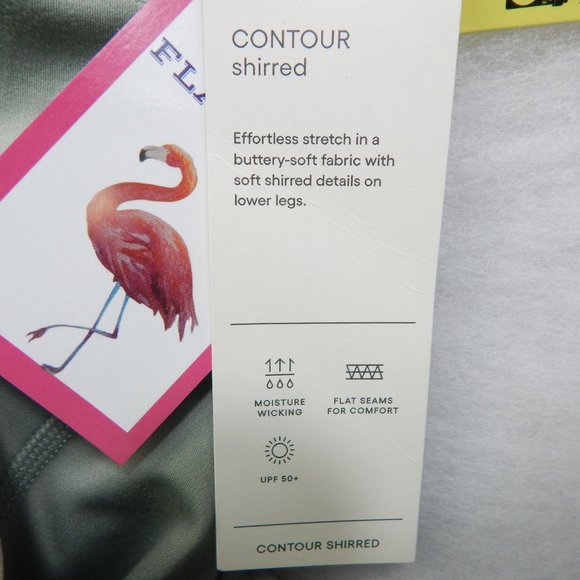 CONTOUR
shirred
Effortless stretch in a
buttery-soft fabric with
soft shirred details on
lower legs.
MOISTURE
WICKING
FLAT SEAMS
FOR COMFORT
UPF 50+
CONTOUR SHIRRED